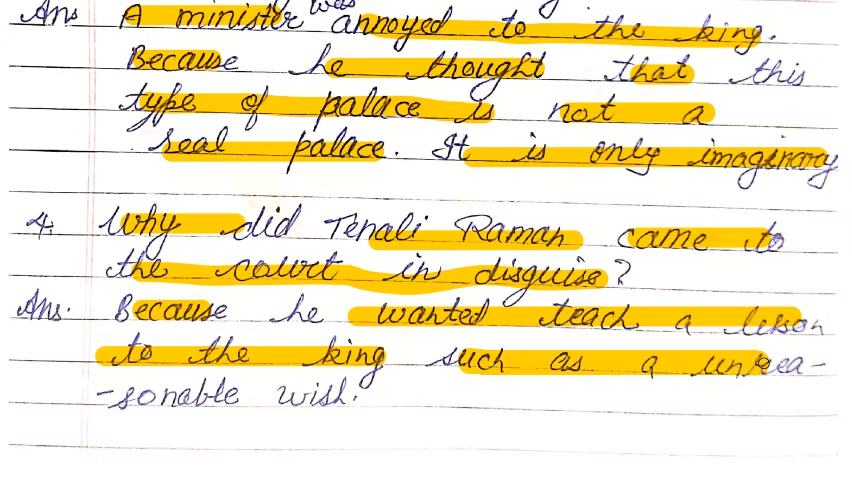 was
Ans A minister annoyed to the king.
Because he thought that this
type of palace is not a
real palace. It is only imaginary
4. Why did Tenali Raman came to
the court in disguise?
Ans. Because he wanted teach a lesson
to the king such as a unrea-
-sonable wish.